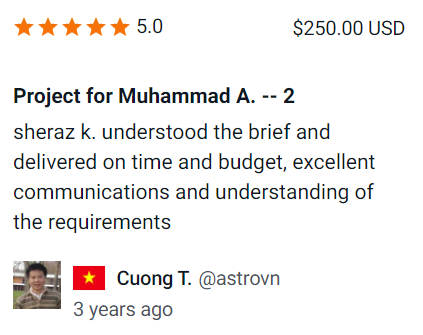 5.0 $250.00 USD
Project for Muhammad A. -- 2
sheraz k. understood the brief and
delivered on time and budget, excellent
communications and understanding of
the requirements
Cuong T. @astrovn
3 years ago